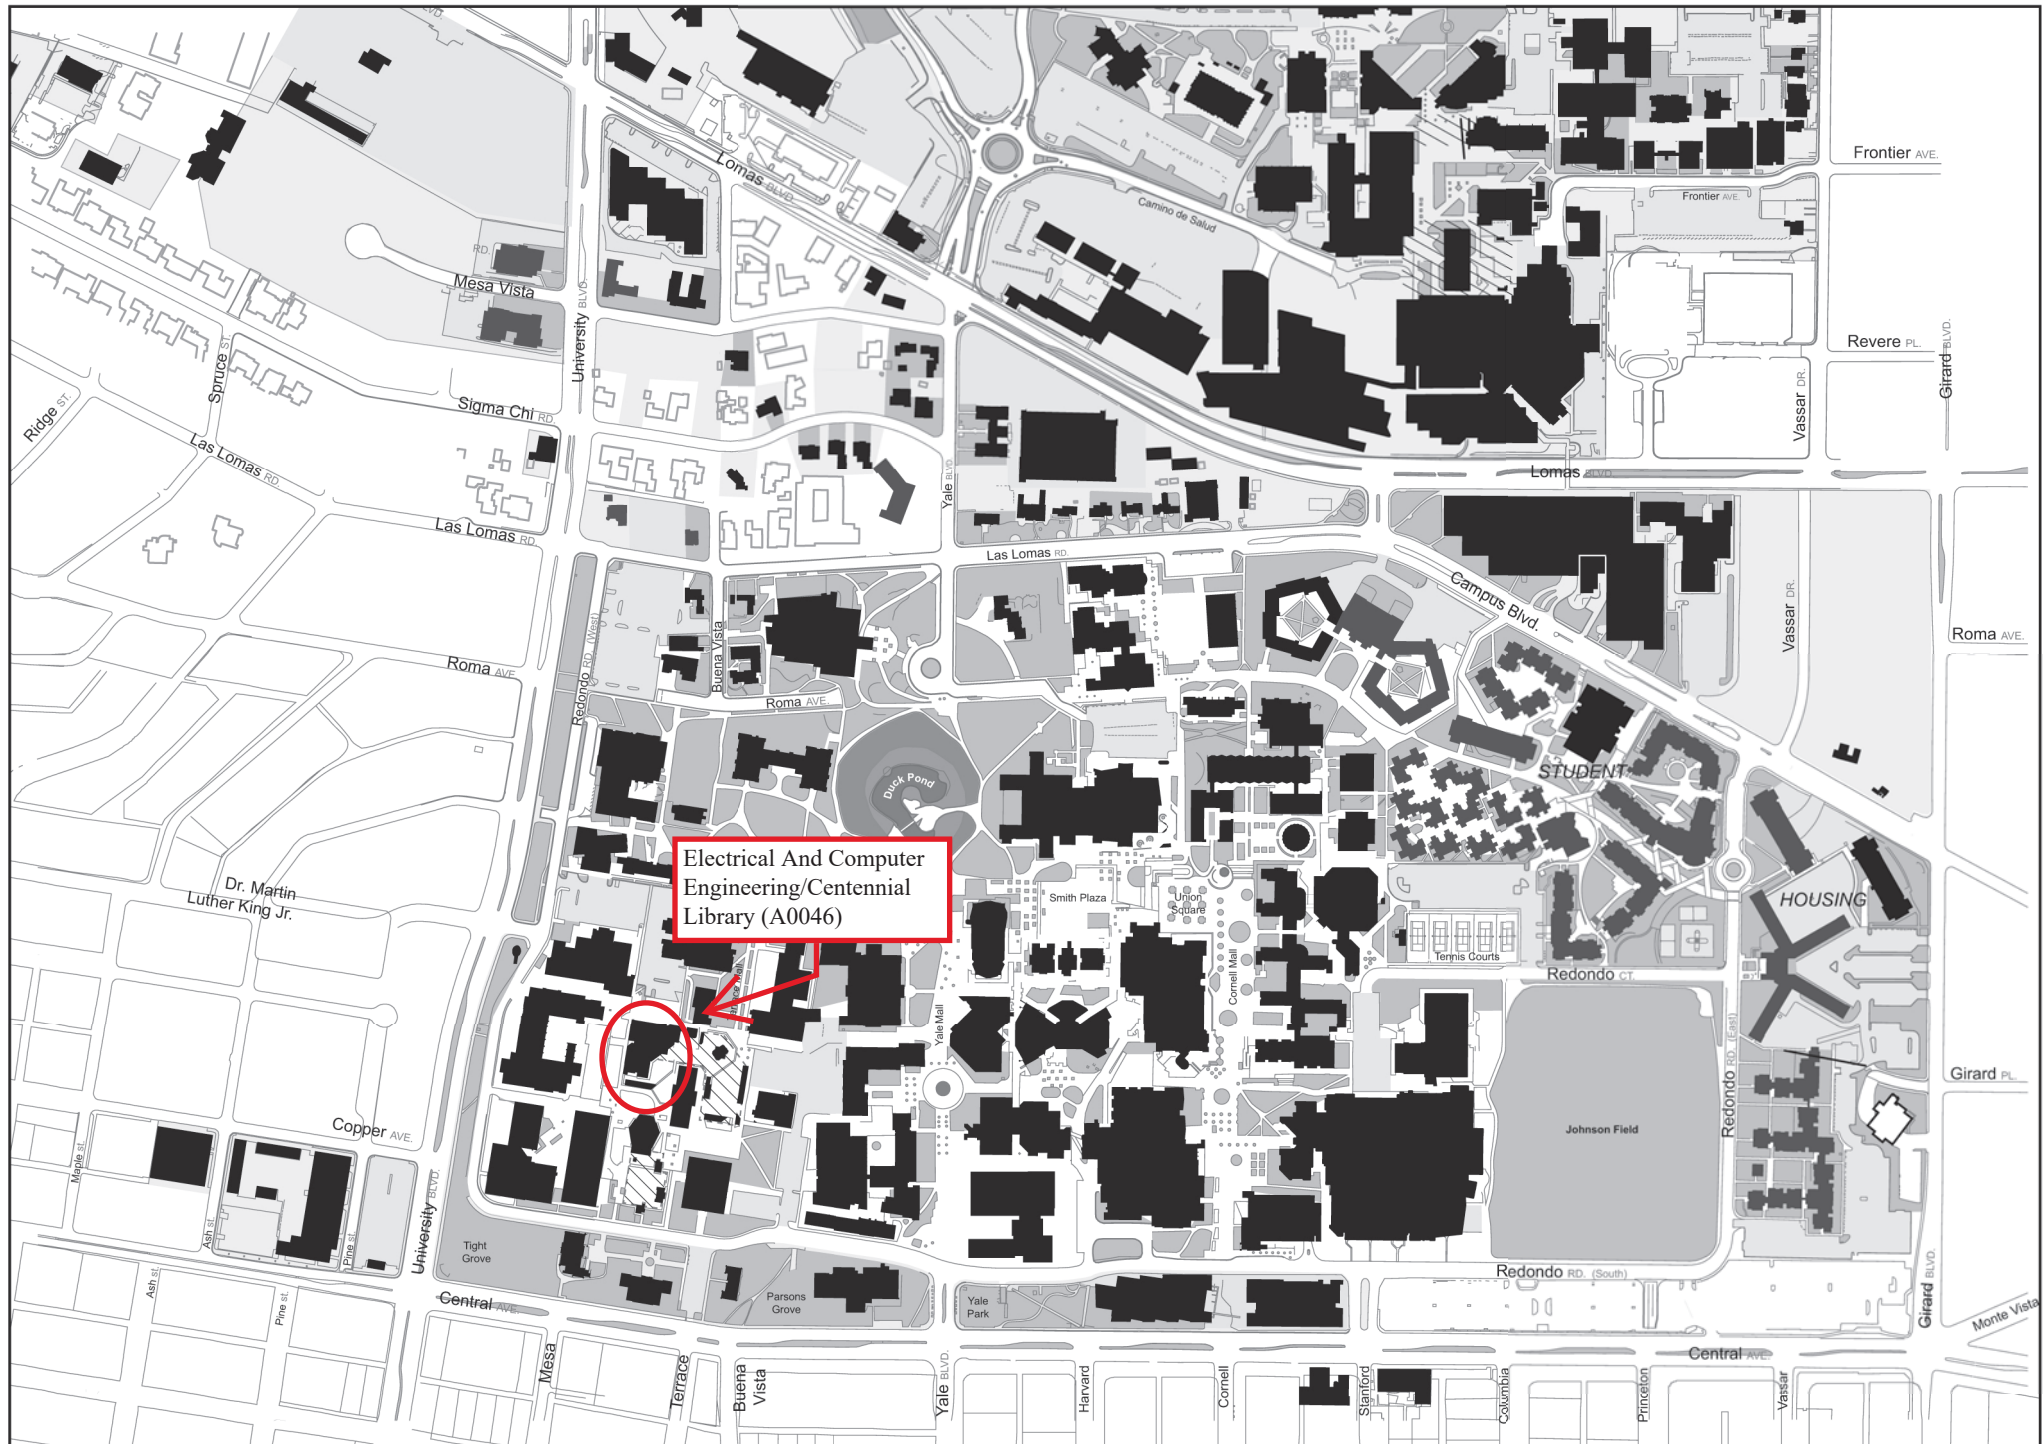 Lomas BLVD.
Camino de Salud
Frontier AVE.
Frontier AVE.
RD.
Mesa Vista
University BLVD.
Spruce ST.
Ridge ST.
Sigma Chi RD.
Las Lomas RD.
Las Lomas RD.
Revere PL.
Girard BLVD.
Vassar DR.
Lomas BLVD.
Yale BLVD.
Las Lomas RD.
Campus Blvd.
Vassar DR.
Roma AVE.
Roma AVE.
Redondo RD. (West)
Buena Vista
Roma AVE.
Duck Pond
STUDENT
HOUSING
Electrical And Computer
Engineering/Centennial
Library (A0046)
Dr. Martin
Luther King Jr.
Smith Plaza
Union
Square
Cornell Mall
Yale Mall
Tennis Courts
Redondo CT.
Redondo RD. (East)
Girard PL.
Johnson Field
Copper AVE.
Maple st.
Ash st.
Pine st.
University BLVD.
Tight
Grove
Parsons
Grove
Yale
Park
Redondo RD. (South)
Girard BLVD.
Monte Vista
Ash st.
Pine st.
Central AVE.
Central AVE.
Mesa
Terrace
Buena
Vista
Yale BLVD.
Harvard
Cornell
Stanford
Columbia
Princeton
Vassar